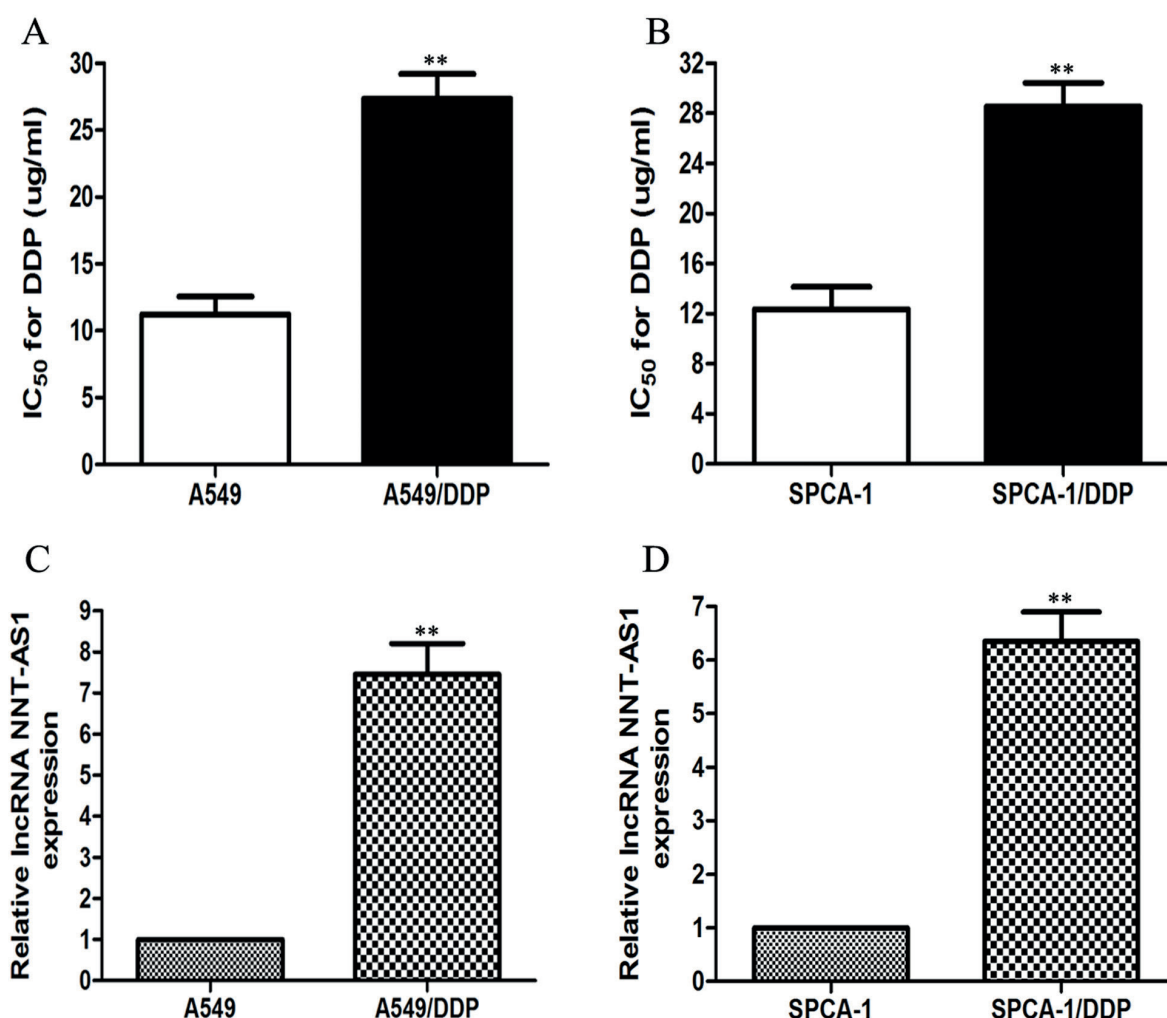 A
IC50 for DDP (ug/ml)
30
25
20
15
10
5
0
**
A549
A549/DDP
B
IC50 for DDP (ug/ml)
32
28
24
20
16
12
8
4
0
**
SPCA-1
SPCA-1/DDP
C
Relative lncRNA NNT-AS1
expression
9
8
7
6
5
4
3
2
1
0
**
A549
A549/DDP
D
Relative lncRNA NNT-AS1
expression
7
6
5
4
3
2
1
0
**
SPCA-1
SPCA-1/DDP